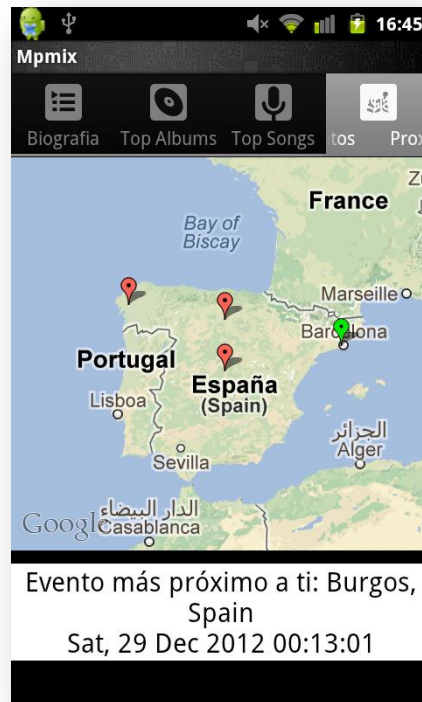 16:45
Mpmix
Biografia
Top Albums
Top Songs
tos
Prox
Zü
France
Bay of
Biscay
Marseille
Barcelona
Portugal
España
(Spain)
Lisboa
الجزائر
Alger
Sevilla
الدار البيضاء
Google
Casablanca
Evento más próximo a ti: Burgos,
Spain
Sat, 29 Dec 2012 00:13:01